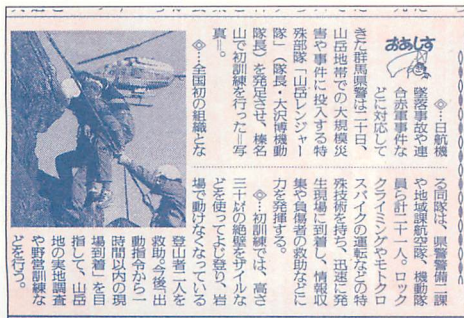 おあしす
◇…日航機
墜落事故や連
合赤軍事件な
どに対応して
きた群馬県警は二十日、
山岳地帯での大規模災
害や事件に投入する特
殊部隊「山岳レンジャー
隊」（隊長・大沢博機動
隊長）を発足させ、榛名
山で初訓練を行った＝写
真＝。
◇…全国初の組織とな
る同隊は、県警警備二課
や地域課航空隊、機動隊
員ら計二十一人。ロック
クライミングやモトクロ
スバイクの運転などの特
殊技術を持ち、迅速に発
生現場に到着し、情報収
集や負傷者の救助などに
力を発揮する。
◇…初訓練では、高さ
三十㍍の絶壁をザイルな
どを使ってよじ登り、岩
場で動けなくなっている
登山者二人を
救助。今後「出
動指令から一
時間以内の現
場到着」を目
指して、山岳
地の実地調査
や野営訓練な
どを行う。